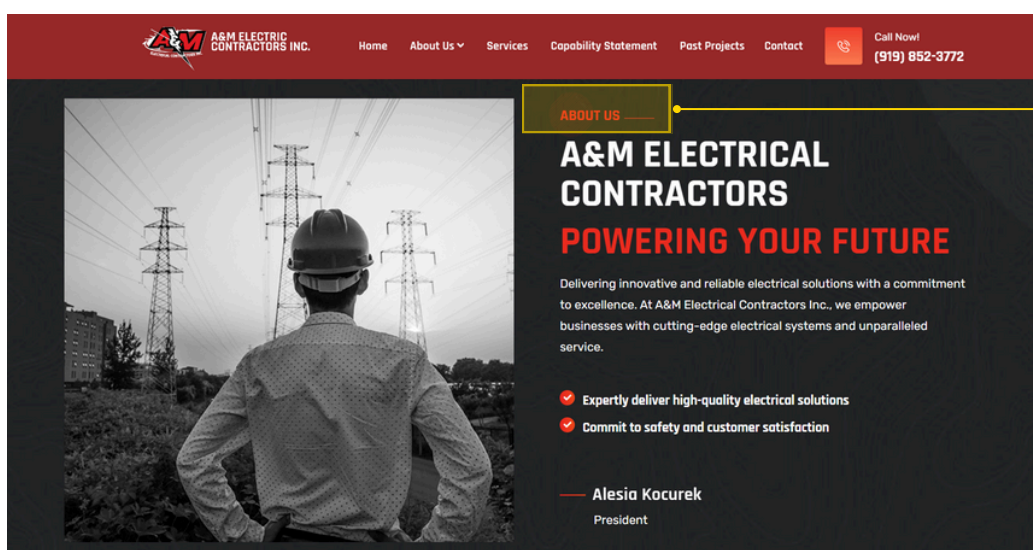 A&M
A&M ELECTRIC
CONTRACTORS INC.
Home
About Us
Services
Capability Statement
Past Projects
Contact
Call Now!
(919) 852-3772
ABOUT US
A&M ELECTRICAL
CONTRACTORS
POWERING YOUR FUTURE
Delivering innovative and reliable electrical solutions with a commitment
to excellence. At A&M Electrical Contractors Inc., we empower
businesses with cutting-edge electrical systems and unparalleled
service.
Expertly deliver high-quality electrical solutions
Commit to safety and customer satisfaction
Alesia Kocurek
President